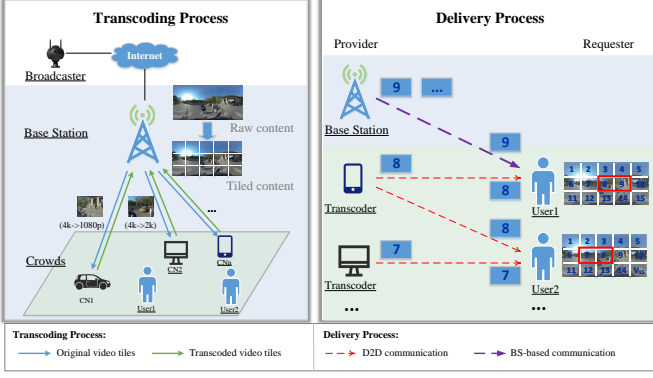 Transcoding Process
Internet
Broadcaster
Base Station
Raw content
Tiled content
...
(4k->1080p)
(4k->2k)
Crowds
CN1
CN2
CNn
User1
User2
Delivery Process
Provider
Requester
9
...
Base Station
9
8
8
Transcoder
User1
1 2 3 4 5
6 7 8 9 10
11 12 13 14 15
8
7
7
Transcoder
User2
1 2 3 4 5
6 7 8 9 10
11 12 13 14
...
...
Transcoding Process:
Original video tiles
Transcoded video tiles
Delivery Process:
D2D communication
BS-based communication